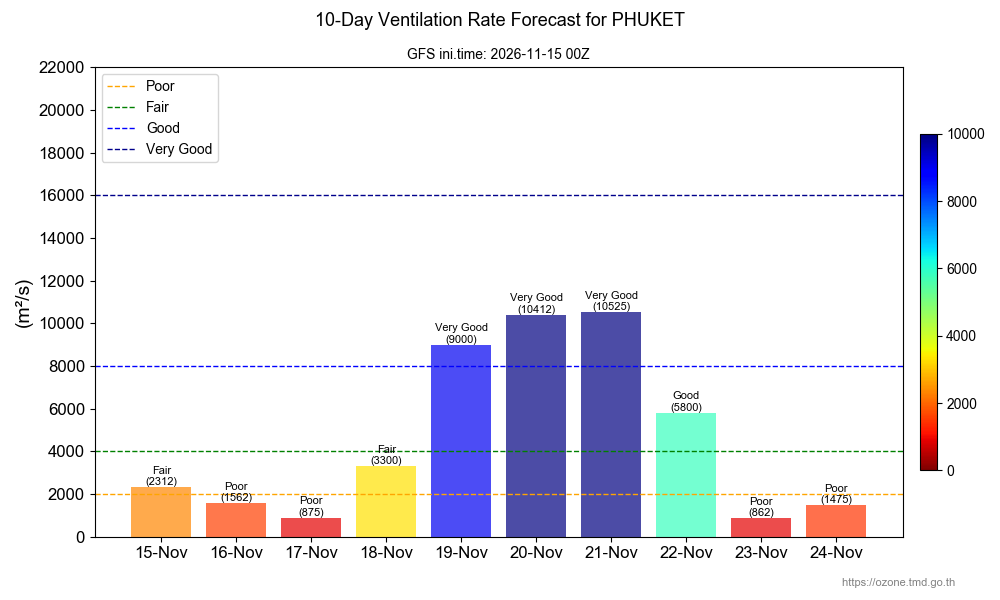 10-Day Ventilation Rate Forecast for PHUKET
GFS ini.time: 2026-11-15 00Z
(m²/s)
22000
20000
18000
16000
14000
12000
10000
8000
6000
4000
2000
0
Poor
Fair
Good
Very Good
Fair
(2312)
Poor
(1562)
Poor
(875)
Fair
(3300)
Very Good
(9000)
Very Good
(10412)
Very Good
(10525)
Good
(5800)
Poor
(862)
Poor
(1475)
15-Nov
16-Nov
17-Nov
18-Nov
19-Nov
20-Nov
21-Nov
22-Nov
23-Nov
24-Nov
10000
8000
6000
4000
2000
0
https://ozone.tmd.go.th